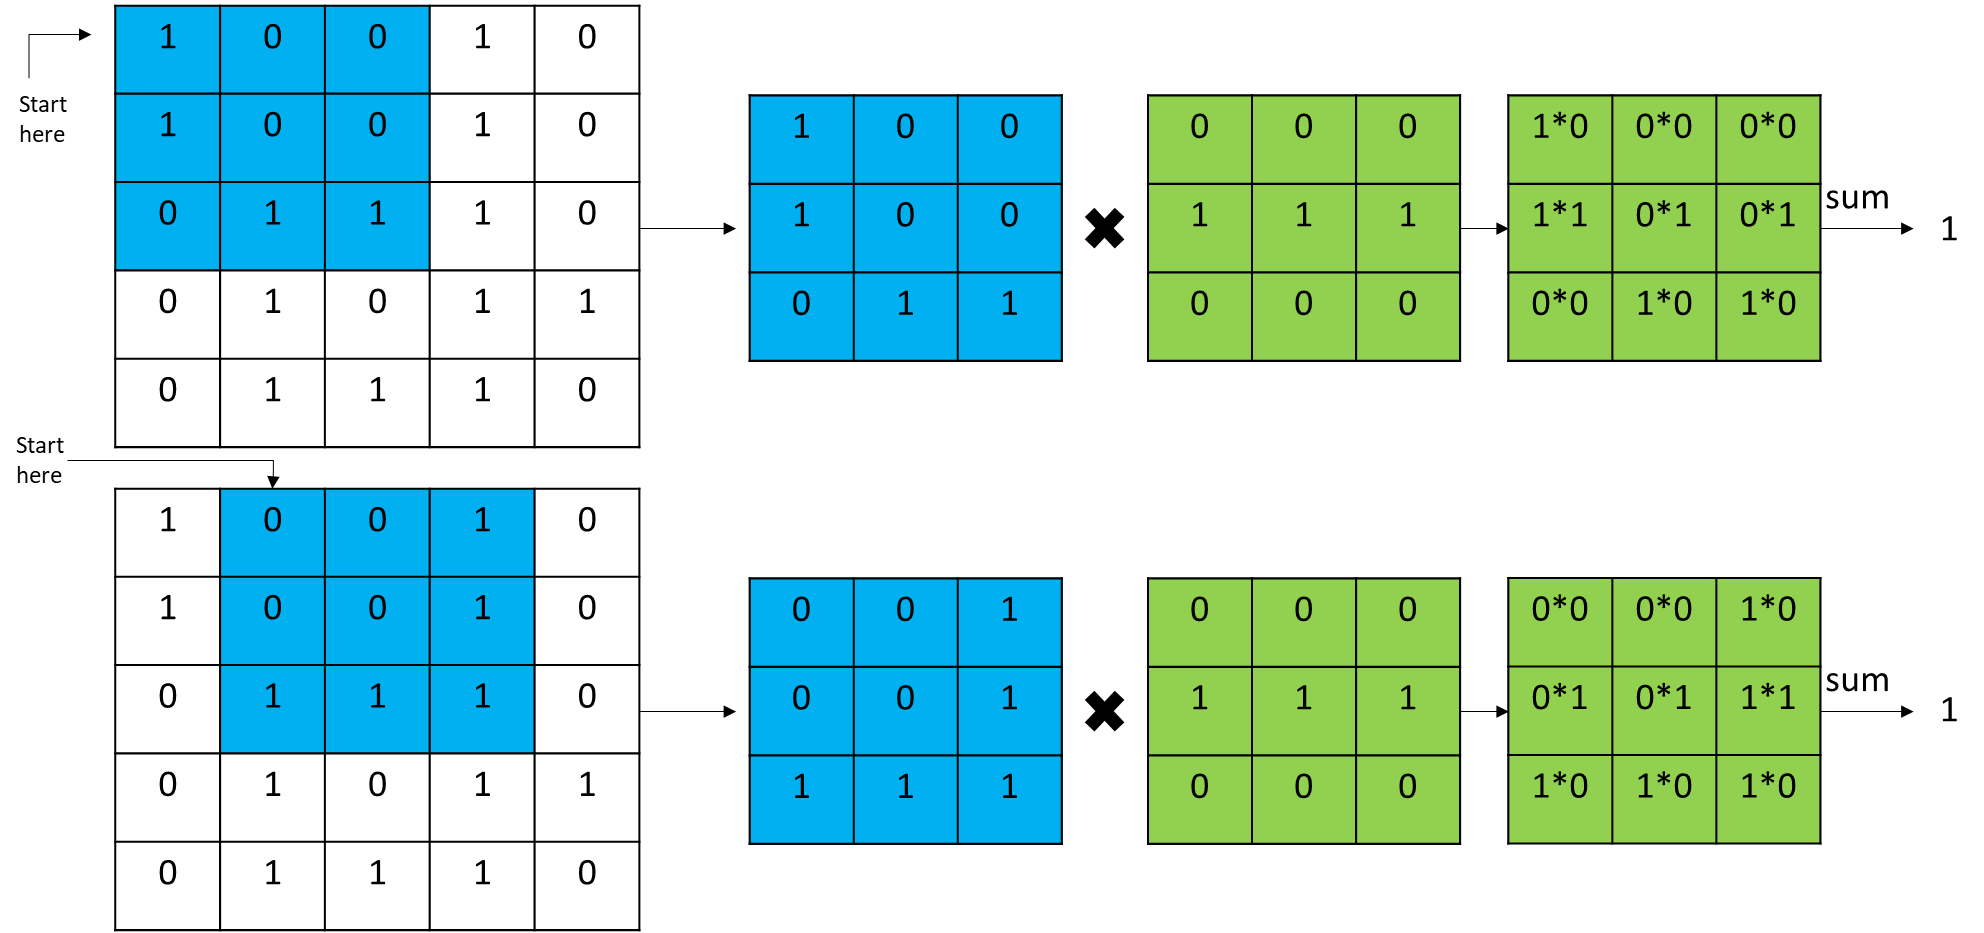 Start
here
1 0 0 1 0
1 0 0 1 0
0 1 1 1 0
0 1 0 1 1
0 1 1 1 0
1 0 0
1 0 0
0 1 1
0 0 0
1 1 1
0 0 0
1*0 0*0 0*0
1*1 0*1 0*1
0*0 1*0 1*0
sum
1
Start
here
1 0 0 1 0
1 0 0 1 0
0 1 1 1 0
0 1 0 1 1
0 1 1 1 0
0 0 1
0 0 1
1 1 1
0 0 0
1 1 1
0 0 0
0*0 0*0 1*0
0*1 0*1 1*1
1*0 1*0 1*0
sum
1